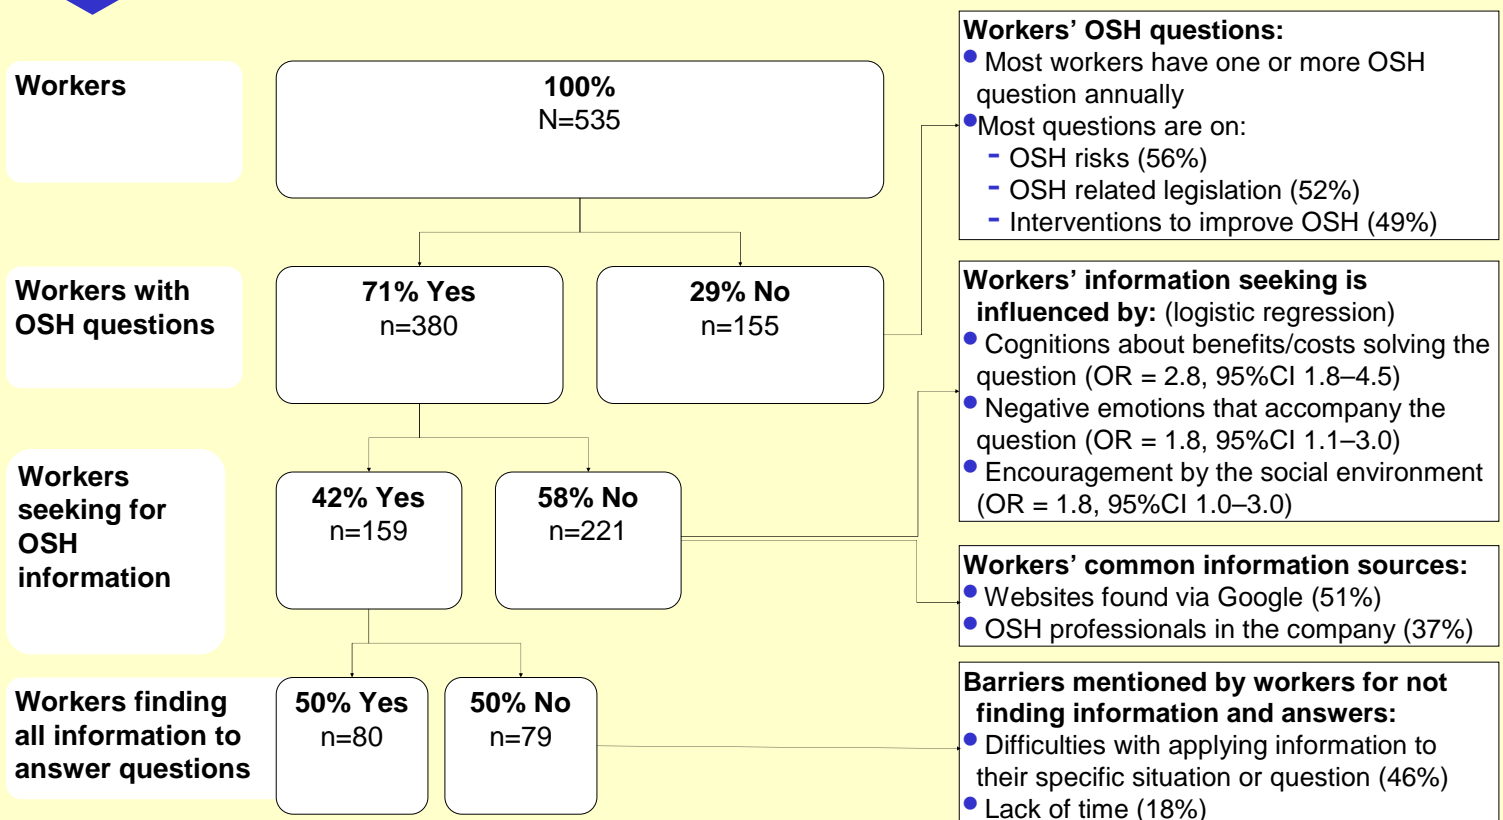 Workers
100%
N=535
Workers' OSH questions:
• Most workers have one or more OSH
question annually
•Most questions are on:
- OSH risks (56%)
- OSH related legislation (52%)
- Interventions to improve OSH (49%)
Workers with
OSH questions
71% Yes
n=380
29% No
n=155
Workers' information seeking is
influenced by: (logistic regression)
• Cognitions about benefits/costs solving the
question (OR = 2.8, 95%CI 1.8–4.5)
• Negative emotions that accompany the
question (OR = 1.8, 95%CI 1.1–3.0)
• Encouragement by the social environment
(OR = 1.8, 95%CI 1.0–3.0)
Workers
seeking for
OSH
information
42% Yes
n=159
58% No
n=221
Workers' common information sources:
• Websites found via Google (51%)
• OSH professionals in the company (37%)
Workers finding
all information to
answer questions
50% Yes
n=80
50% No
n=79
Barriers mentioned by workers for not
finding information and answers:
• Difficulties with applying information to
their specific situation or question (46%)
• Lack of time (18%)